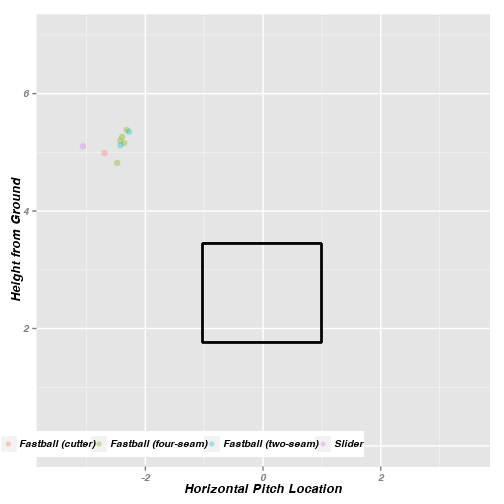 6
4
2
Height from Ground
Fastball (cutter) Fastball (four-seam) Fastball (two-seam) Slider
-2 0 2
Horizontal Pitch Location